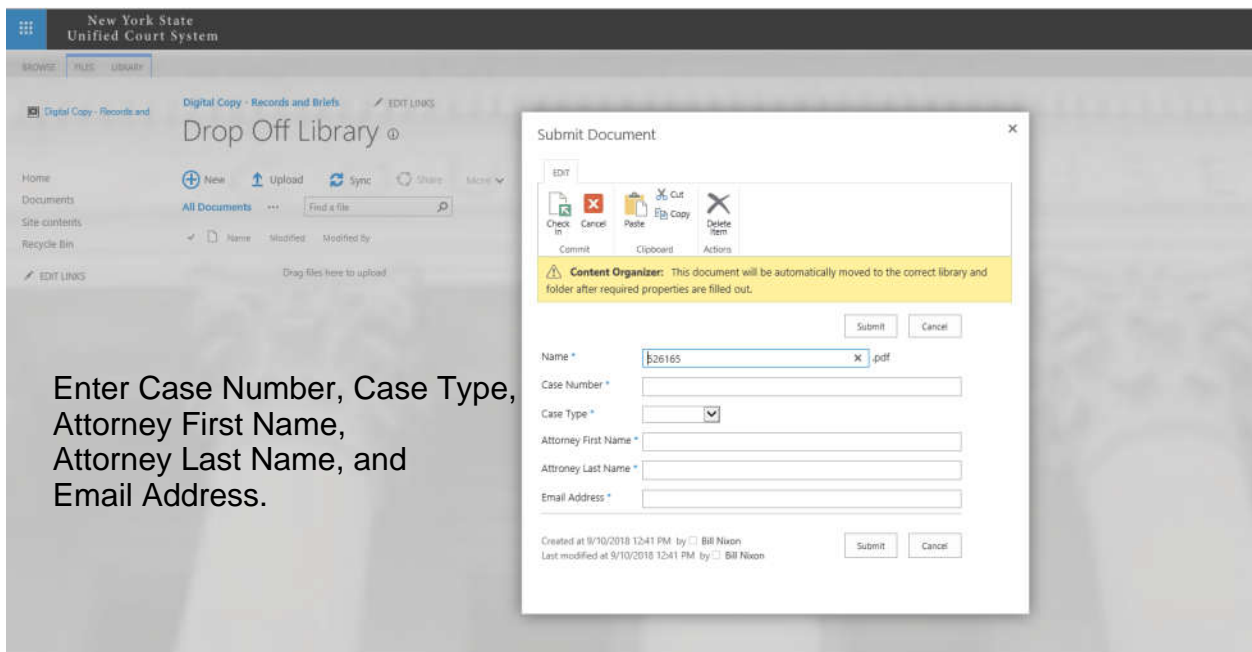 New York State
Unified Court System
BROWSE FILES LIBRARY
Digital Copy - Records and
Digital Copy - Records and Briefs EDIT LINKS
Drop Off Library
Home
Documents
Site contents
Recycle Bin
EDIT LINKS
New Upload Sync Share More
All Documents ... Find a file
Name Modified Modified By
Drag files here to upload
Enter Case Number, Case Type,
Attorney First Name,
Attorney Last Name, and
Email Address.
Submit Document
EDIT
Check In Cancel Paste Cut Copy Delete Item
Commit Clipboard Actions
Content Organizer: This document will be automatically moved to the correct library and
folder after required properties are filled out.
Submit Cancel
Name * 526165 .pdf
Case Number *
Case Type *
Attorney First Name *
Attroney Last Name *
Email Address *
Created at 9/10/2018 12:41 PM by Bill Nixon
Last modified at 9/10/2018 12:41 PM by Bill Nixon
Submit Cancel